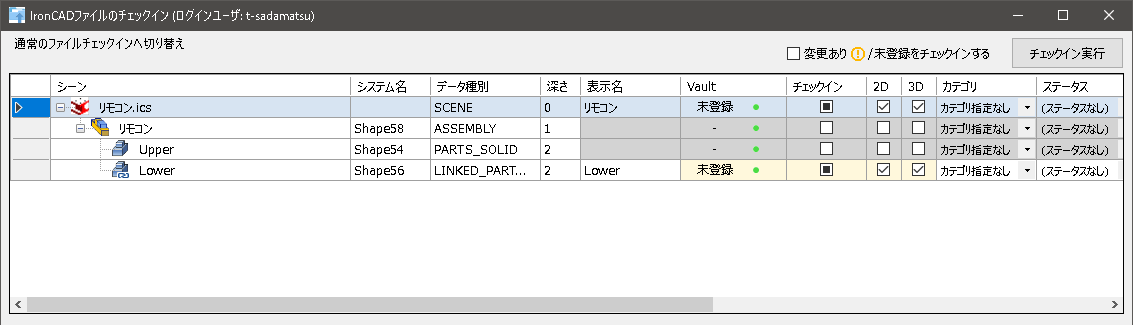 IronCADファイルのチェックイン (ログインユーザ: t-sadamatsu)
通常のファイルチェックインへ切り替え
変更あり ! /未登録をチェックインする チェックイン実行
シーン システム名 データ種別 深さ 表示名 Vault チェックイン 2D 3D カテゴリ ステータス
リモコン.ics SCENE 0 リモコン 未登録 カテゴリ指定なし (ステータスなし)
リモコン Shape58 ASSEMBLY 1 - カテゴリ指定なし (ステータスなし)
Upper Shape54 PARTS_SOLID 2 - カテゴリ指定なし (ステータスなし)
Lower Shape56 LINKED_PART... 2 Lower 未登録 カテゴリ指定なし (ステータスなし)